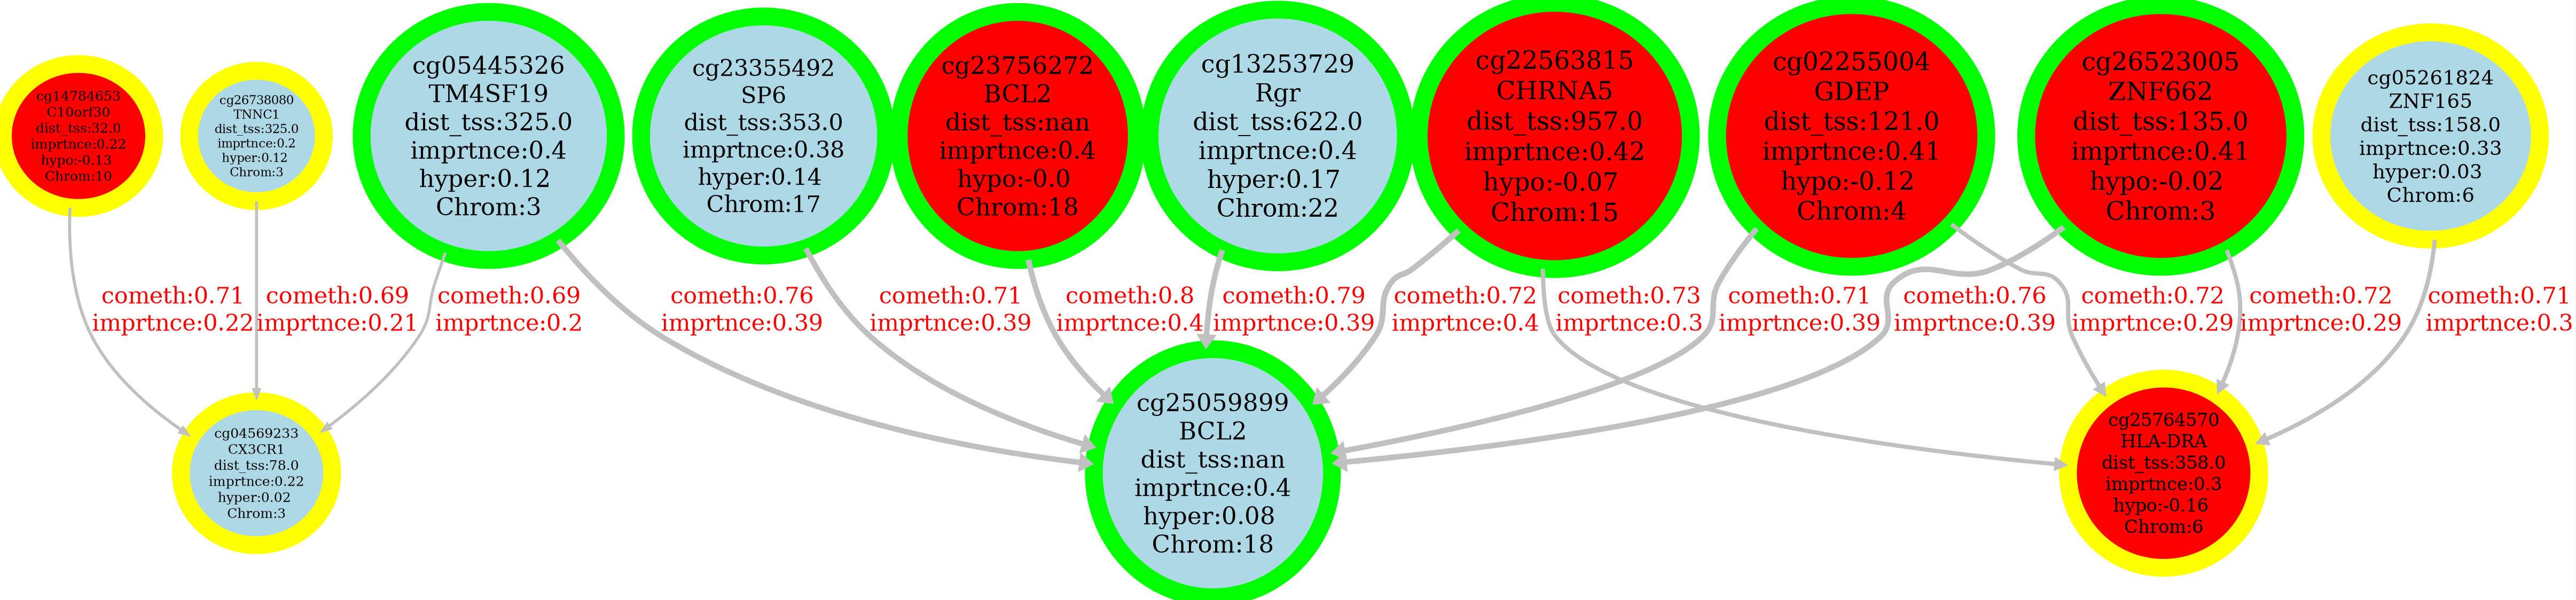 cg14784653
C10orf30
dist_tss:32.0
imprtnce:0.22
hypo:-0.13
Chrom:10
cg26738080
TNNC1
dist_tss:325.0
imprtnce:0.2
hyper:0.12
Chrom:3
cg05445326
TM4SF19
dist_tss:325.0
imprtnce:0.4
hyper:0.12
Chrom:3
cg23355492
SP6
dist_tss:353.0
imprtnce:0.38
hyper:0.14
Chrom:17
cg23756272
BCL2
dist_tss:nan
imprtnce:0.4
hypo:-0.0
Chrom:18
cg13253729
Rgr
dist_tss:622.0
imprtnce:0.4
hyper:0.17
Chrom:22
cg22563815
CHRNA5
dist_tss:957.0
imprtnce:0.42
hypo:-0.07
Chrom:15
cg02255004
GDEP
dist_tss:121.0
imprtnce:0.41
hypo:-0.12
Chrom:4
cg26523005
ZNF662
dist_tss:135.0
imprtnce:0.41
hypo:-0.02
Chrom:3
cg05261824
ZNF165
dist_tss:158.0
imprtnce:0.33
hyper:0.03
Chrom:6
cometh:0.71
imprtnce:0.22
cometh:0.69
imprtnce:0.21
cometh:0.69
imprtnce:0.2
cometh:0.76
imprtnce:0.39
cometh:0.71
imprtnce:0.39
cometh:0.8
imprtnce:0.4
cometh:0.79
imprtnce:0.39
cometh:0.72
imprtnce:0.4
cometh:0.73
imprtnce:0.3
cometh:0.71
imprtnce:0.39
cometh:0.76
imprtnce:0.39
cometh:0.72
imprtnce:0.29
cometh:0.72
imprtnce:0.29
cometh:0.71
imprtnce:0.3
cg04569233
CX3CR1
dist_tss:78.0
imprtnce:0.22
hyper:0.02
Chrom:3
cg25059899
BCL2
dist_tss:nan
imprtnce:0.4
hyper:0.08
Chrom:18
cg25764570
HLA-DRA
dist_tss:358.0
imprtnce:0.3
hypo:-0.16
Chrom:6